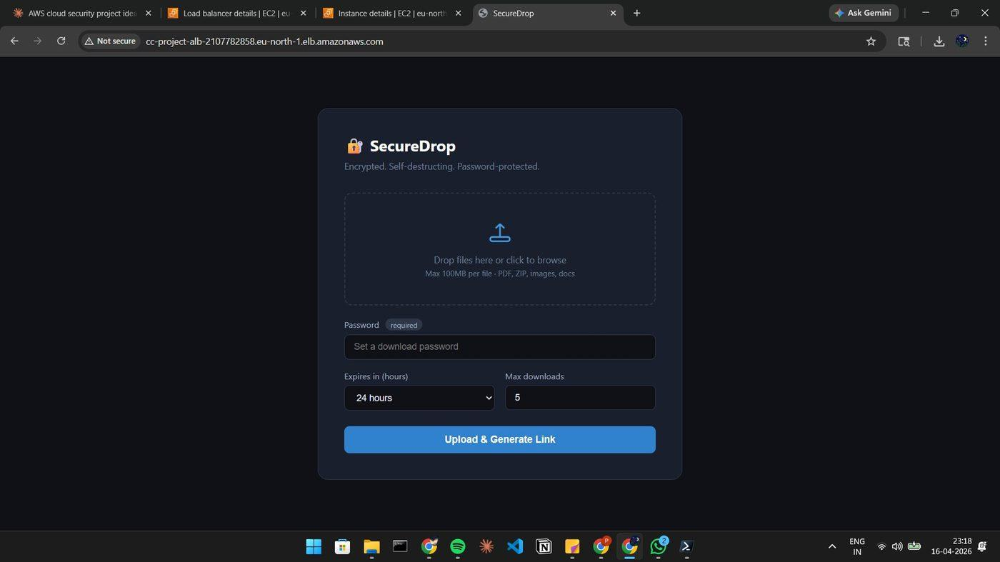 AWS cloud security project idea
Load balancer details | EC2 | eu-
Instance details | EC2 | eu-north
SecureDrop
Ask Gemini
Not secure
cc-project-alb-2107782858.eu-north-1.elb.amazonaws.com
SecureDrop
Encrypted. Self-destructing. Password-protected.
Drop files here or click to browse
Max 100MB per file · PDF, ZIP, images, docs
Password required
Set a download password
Expires in (hours) Max downloads
24 hours 5
Upload & Generate Link
P
2
ENG
IN
23:18
16-04-2026